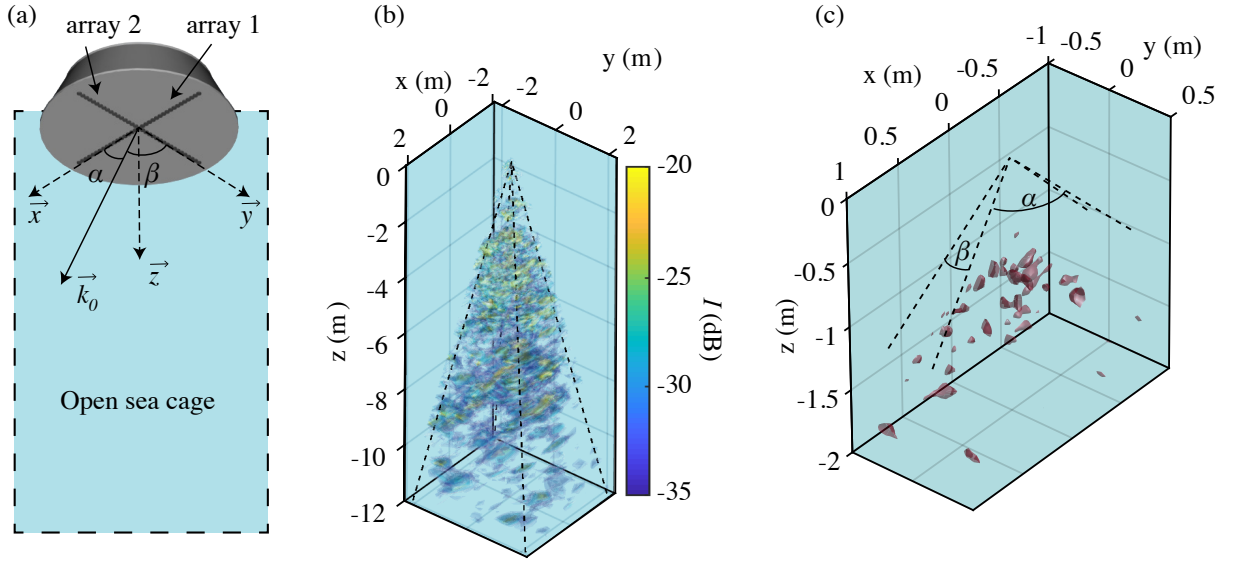 (a)
array 2
array 1
α
β
x
y
z
k0
Open sea cage
(b)
x (m)
y (m)
-2
0
2
-2
0
2
0
-2
-4
-6
-8
-10
-12
z (m)
-20
-25
-30
-35
I (dB)
(c)
x (m)
y (m)
-1
-0.5
0
0.5
1
-0.5
0
0.5
0
-0.5
-1
-1.5
-2
z (m)
α
β